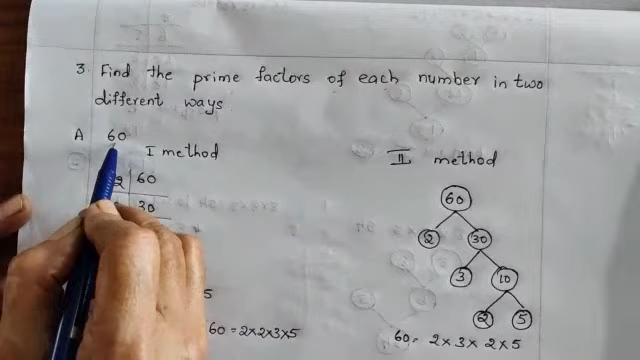 3. Find the prime factors of each number in two
different ways
A 60
I method
II method
2 60
30
5
60 = 2×2×3×5
60
2 30
3 10
2 5
60 = 2×3×2×5